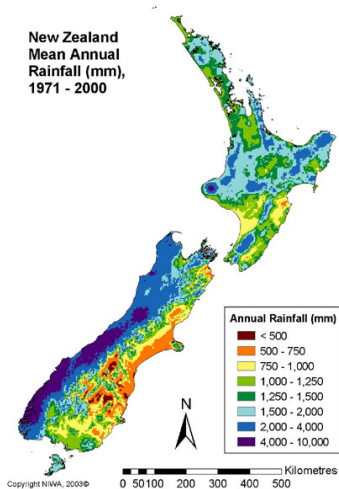 New Zealand
Mean Annual
Rainfall (mm),
1971 - 2000
Annual Rainfall (mm)
< 500
500 - 750
750 - 1,000
1,000 - 1,250
1,250 - 1,500
1,500 - 2,000
2,000 - 4,000
4,000 - 10,000
N
Kilometres
0 50 100 200 300 400 500
Copyright NIWA, 2003©